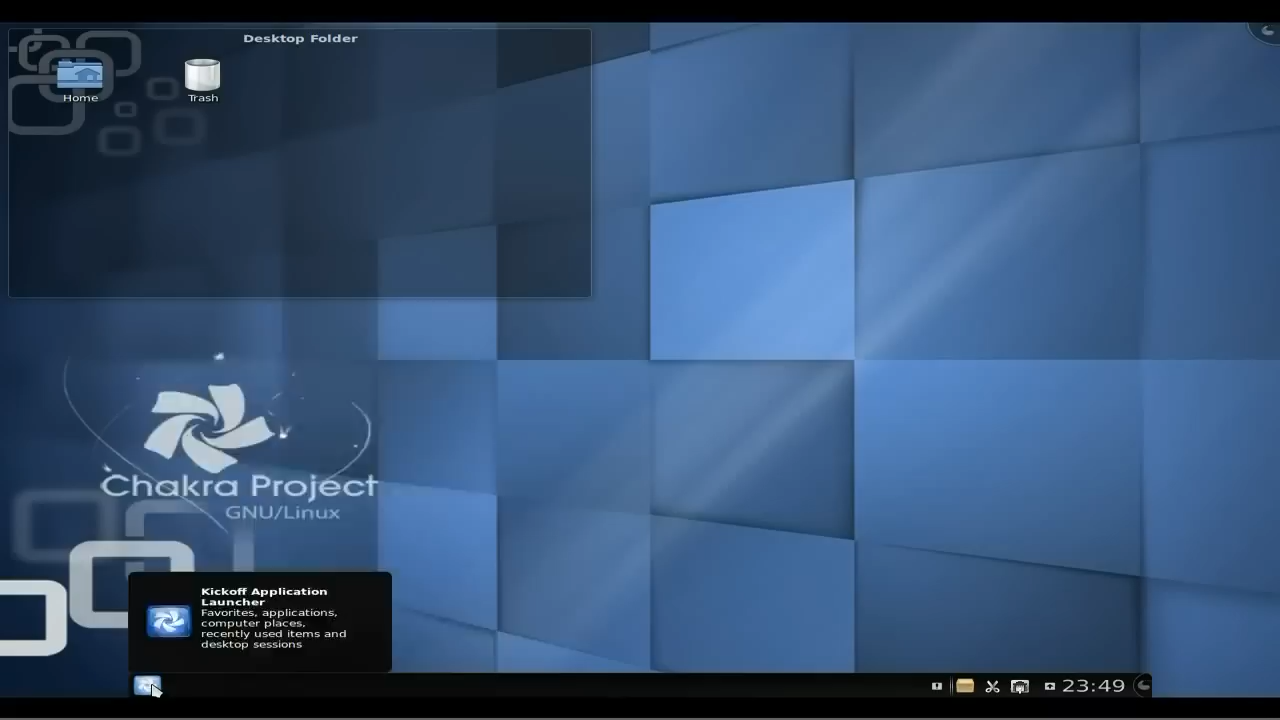 Desktop Folder
Home
Trash
Chakra Project
GNU/Linux
Kickoff Application
Launcher
Favorites, applications,
computer places,
recently used items and
desktop sessions
23:49